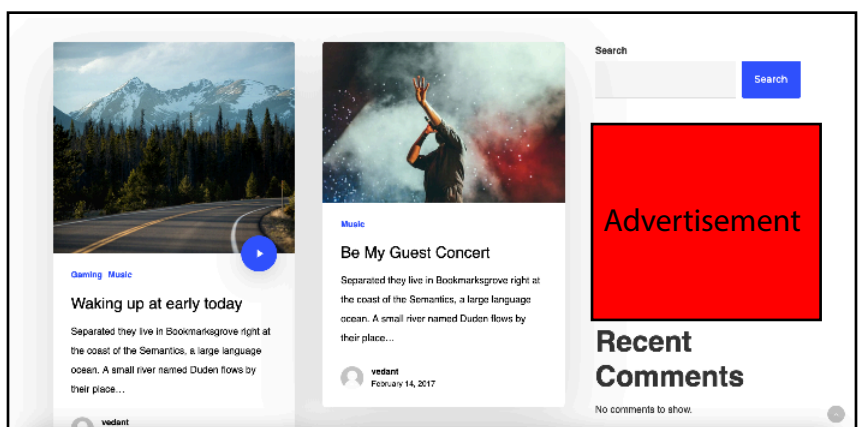 Gaming Music
Waking up at early today
Separated they live in Bookmarksgrove right at
the coast of the Semantics, a large language
ocean. A small river named Duden flows by
their place…
vedant
Music
Be My Guest Concert
Separated they live in Bookmarksgrove right at
the coast of the Semantics, a large language
ocean. A small river named Duden flows by
their place…
vedant
February 14, 2017
Search
Search
Advertisement
Recent
Comments
No comments to show.